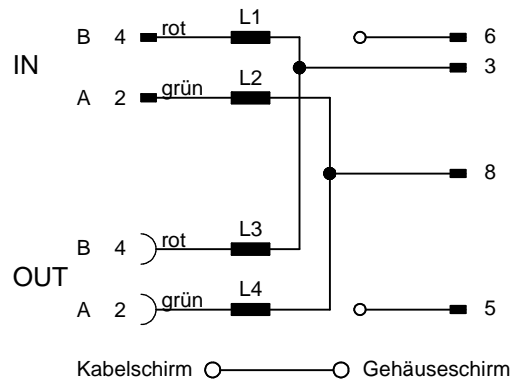 L1
B 4 rot 6
IN 3
L2
A 2 grün
8
L3
B 4 rot
OUT
L4
A 2 grün 5
Kabelschirm Gehäuseschirm